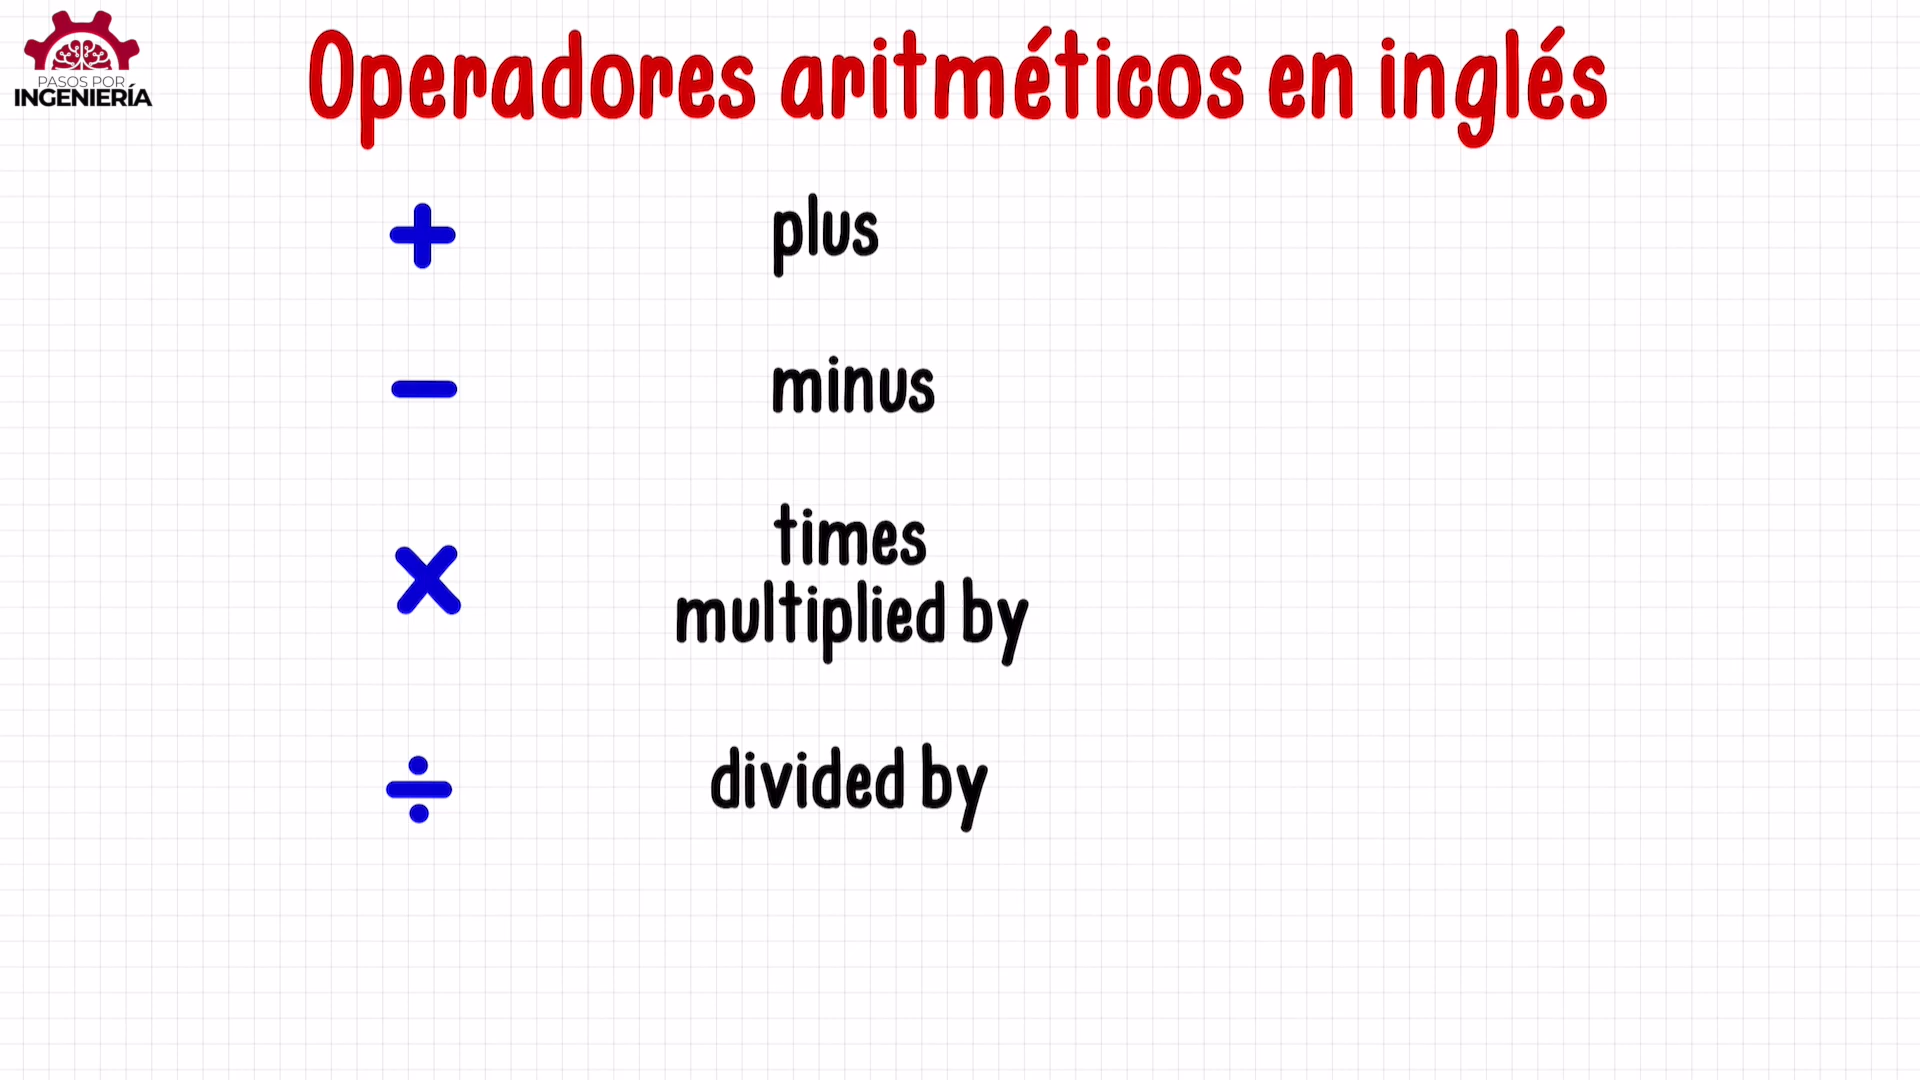 PASOS POR
INGENIERÍA
Operadores aritméticos en inglés
+ plus
− minus
× times
multiplied by
÷ divided by